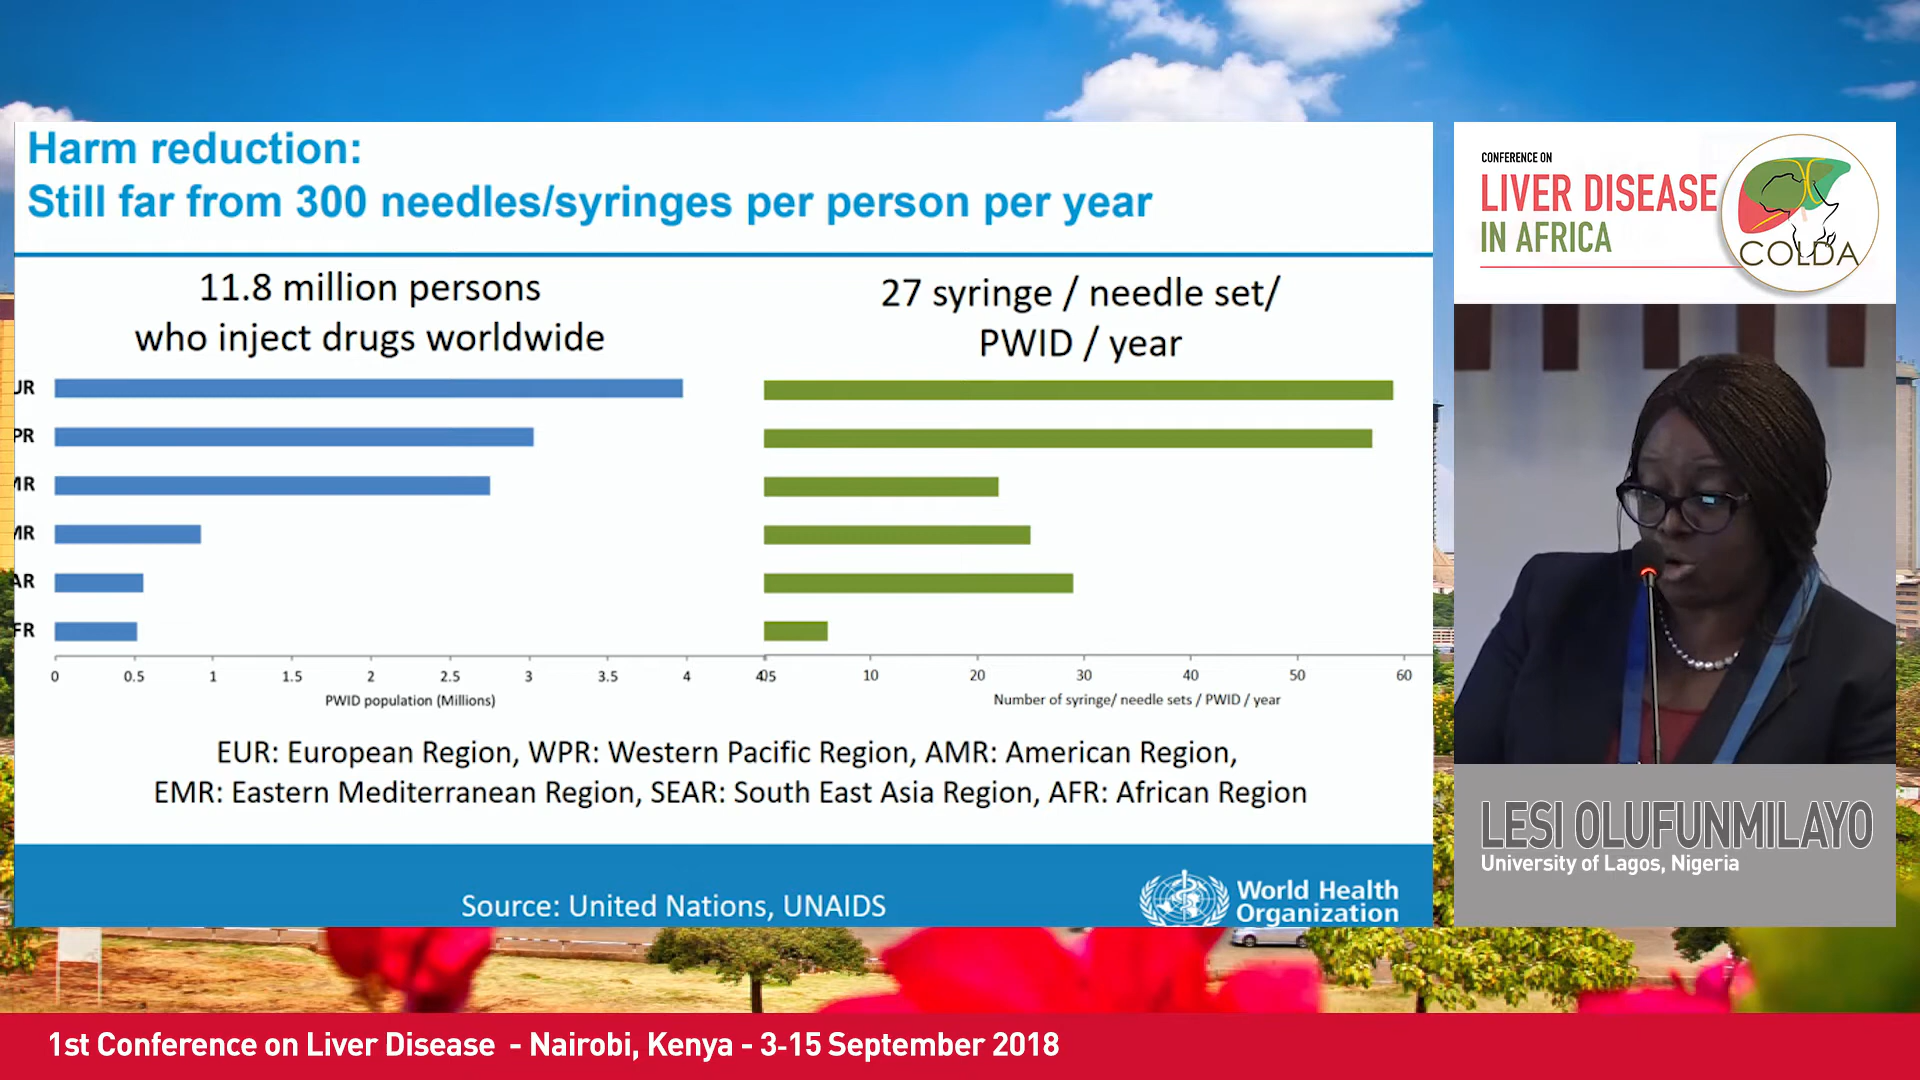 Harm reduction:
Still far from 300 needles/syringes per person per year
11.8 million persons
who inject drugs worldwide
27 syringe / needle set/
PWID / year
UR
PR
MR
MR
AR
FR
0 0.5 1 1.5 2 2.5 3 3.5 4
10 20 30 40 50 60
PWID population (Millions)
Number of syringe/ needle sets / PWID / year
EUR: European Region, WPR: Western Pacific Region, AMR: American Region,
EMR: Eastern Mediterranean Region, SEAR: South East Asia Region, AFR: African Region
Source: United Nations, UNAIDS
World Health
Organization
CONFERENCE ON
LIVER DISEASE
IN AFRICA
COLDA
LESI OLUFUNMILAYO
University of Lagos, Nigeria
1st Conference on Liver Disease - Nairobi, Kenya - 3-15 September 2018